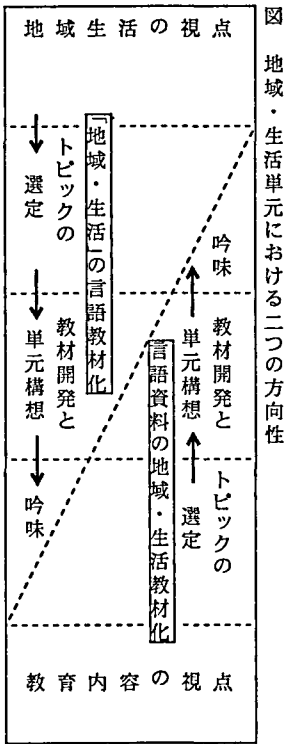 図　地域・生活単元における二つの方向性
地域生活の視点
「地域・生活」の言語教材化
トピックの
選定
教材開発と
単元構想
吟味
言語資料の地域・生活教材化
トピックの
選定
教材開発と
単元構想
吟味
教育内容の視点